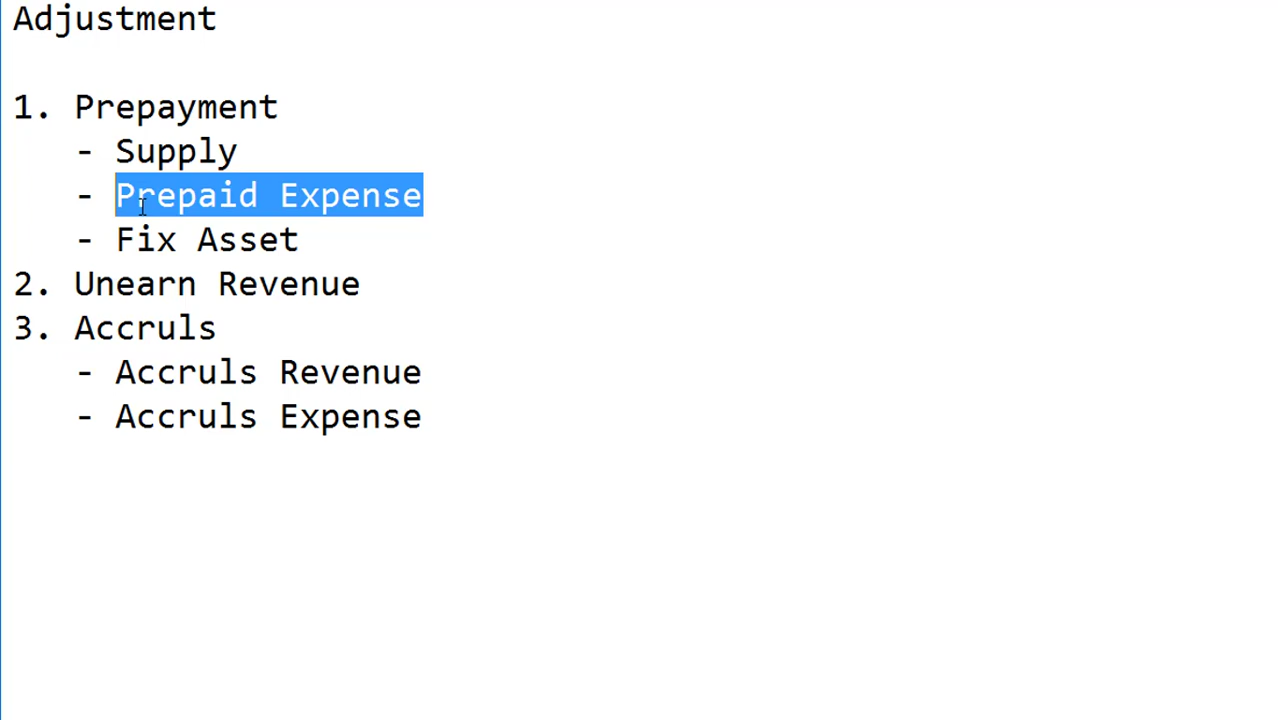 Adjustment
1. Prepayment
- Supply
- Prepaid Expense
- Fix Asset
2. Unearn Revenue
3. Accruls
- Accruls Revenue
- Accruls Expense